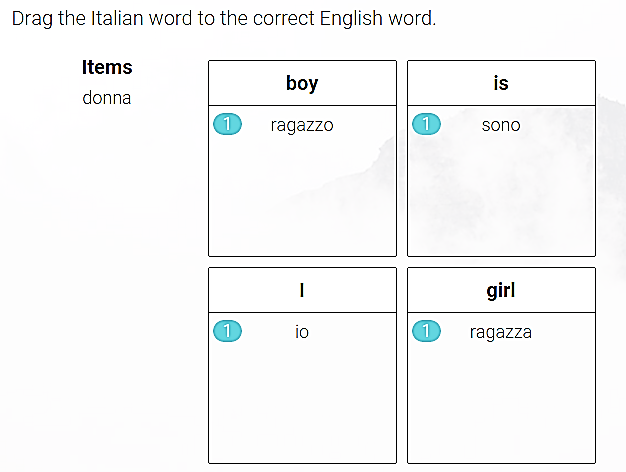 Drag the Italian word to the correct English word.
Items
donna
boy
1 ragazzo
is
1 sono
I
1 io
girl
1 ragazza